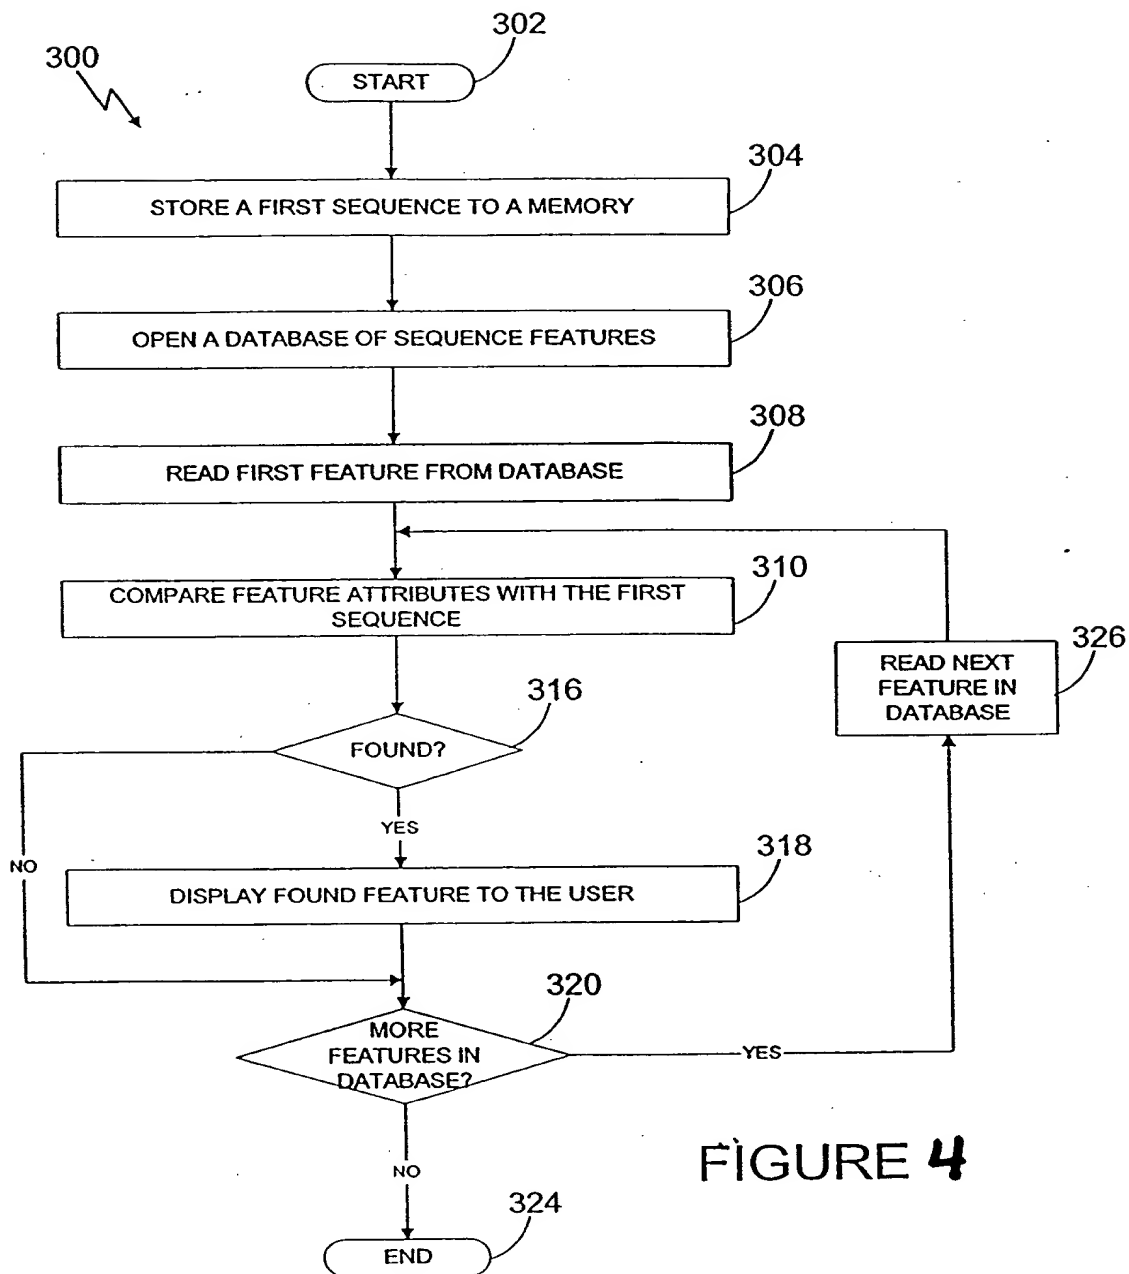 302
300
START
304
STORE A FIRST SEQUENCE TO A MEMORY
306
OPEN A DATABASE OF SEQUENCE FEATURES
308
READ FIRST FEATURE FROM DATABASE
310
COMPARE FEATURE ATTRIBUTES WITH THE FIRST
SEQUENCE
326
READ NEXT
FEATURE IN
DATABASE
316
FOUND?
YES
NO
318
DISPLAY FOUND FEATURE TO THE USER
320
MORE
FEATURES IN
DATABASE?
YES
NO
FIGURE 4
324
END